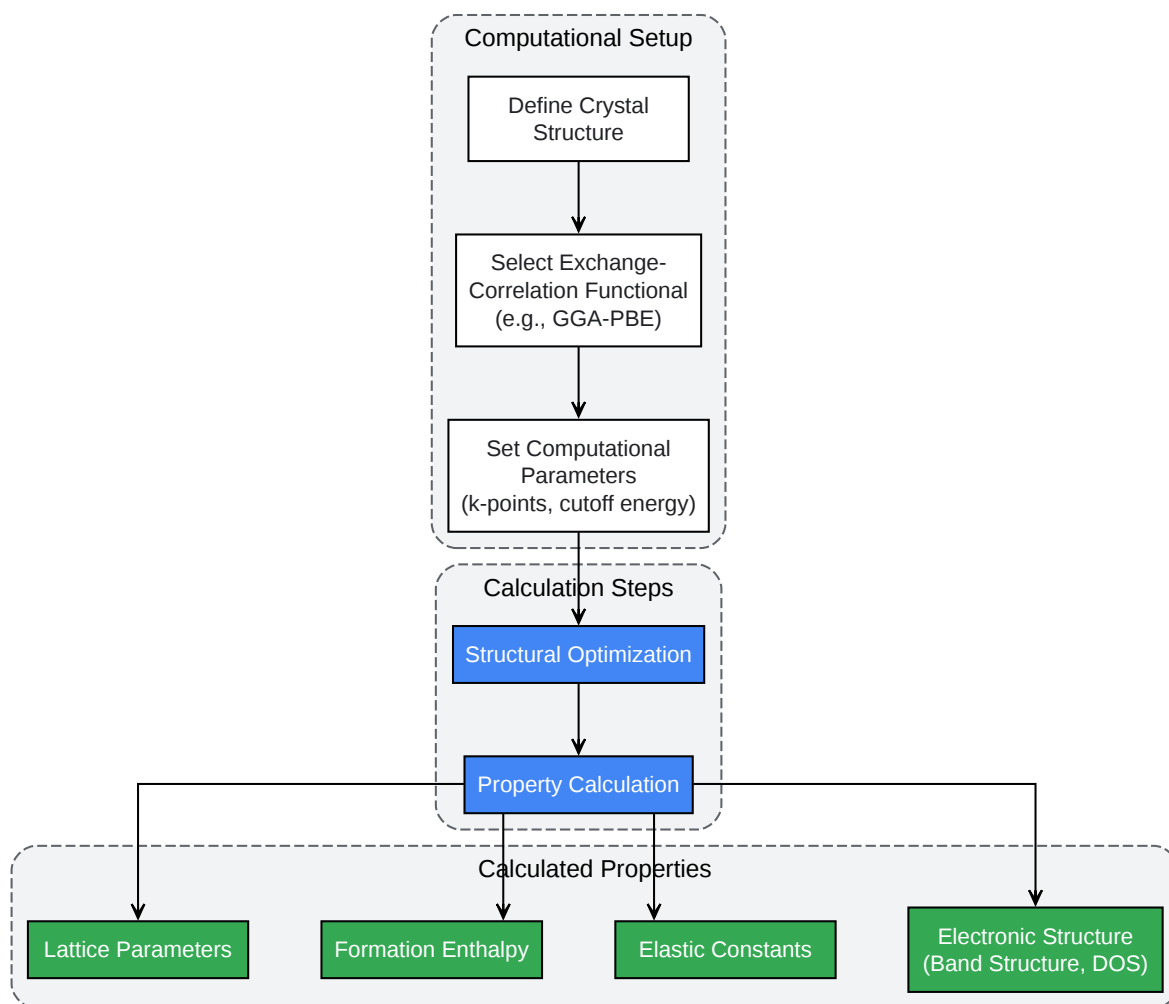 Computational Setup
Define Crystal
Structure
Select Exchange-
Correlation Functional
(e.g., GGA-PBE)
Set Computational
Parameters
(k-points, cutoff energy)
Calculation Steps
Structural Optimization
Property Calculation
Calculated Properties
Lattice Parameters
Formation Enthalpy
Elastic Constants
Electronic Structure
(Band Structure, DOS)